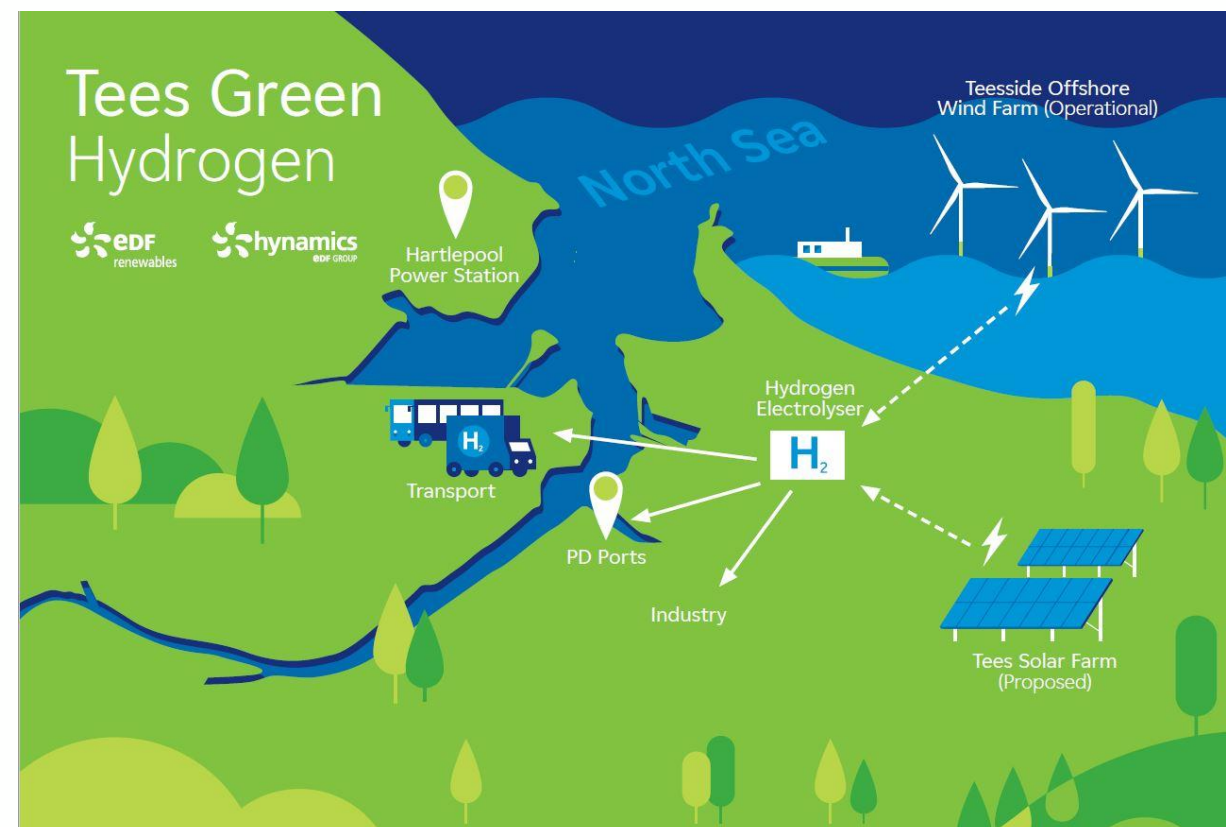 Tees Green
Hydrogen
eDF
renewables
hynamics
eDF GROUP
Hartlepool
Power Station
North Sea
Teesside Offshore
Wind Farm (Operational)
Hydrogen
Electrolyser
H2
H2
Transport
PD Ports
Industry
Tees Solar Farm
(Proposed)